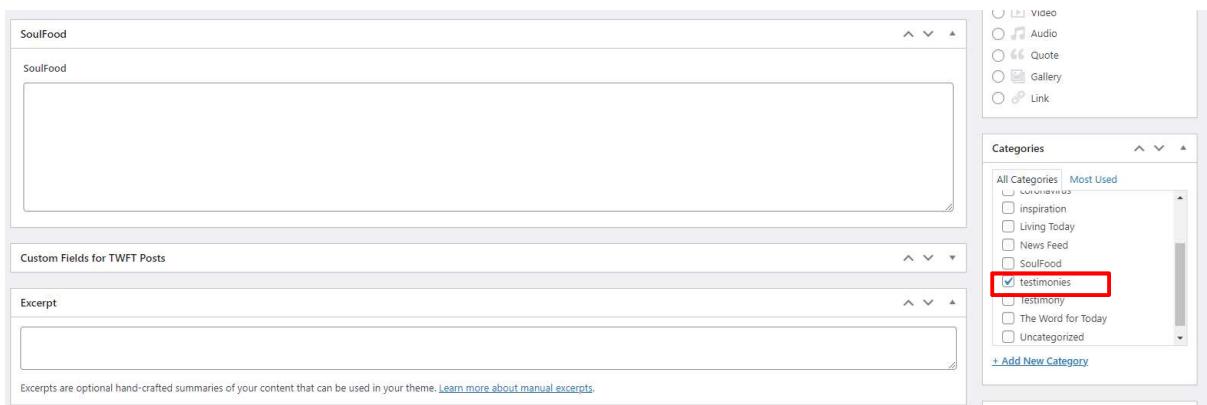 SoulFood
SoulFood
Custom Fields for TWFT Posts
Excerpt
Excerpts are optional hand-crafted summaries of your content that can be used in your theme. Learn more about manual excerpts.
Video
Audio
Quote
Gallery
Link
Categories
All Categories Most Used
coronavirus
inspiration
Living Today
News Feed
SoulFood
testimonies
Testimony
The Word for Today
Uncategorized
+ Add New Category